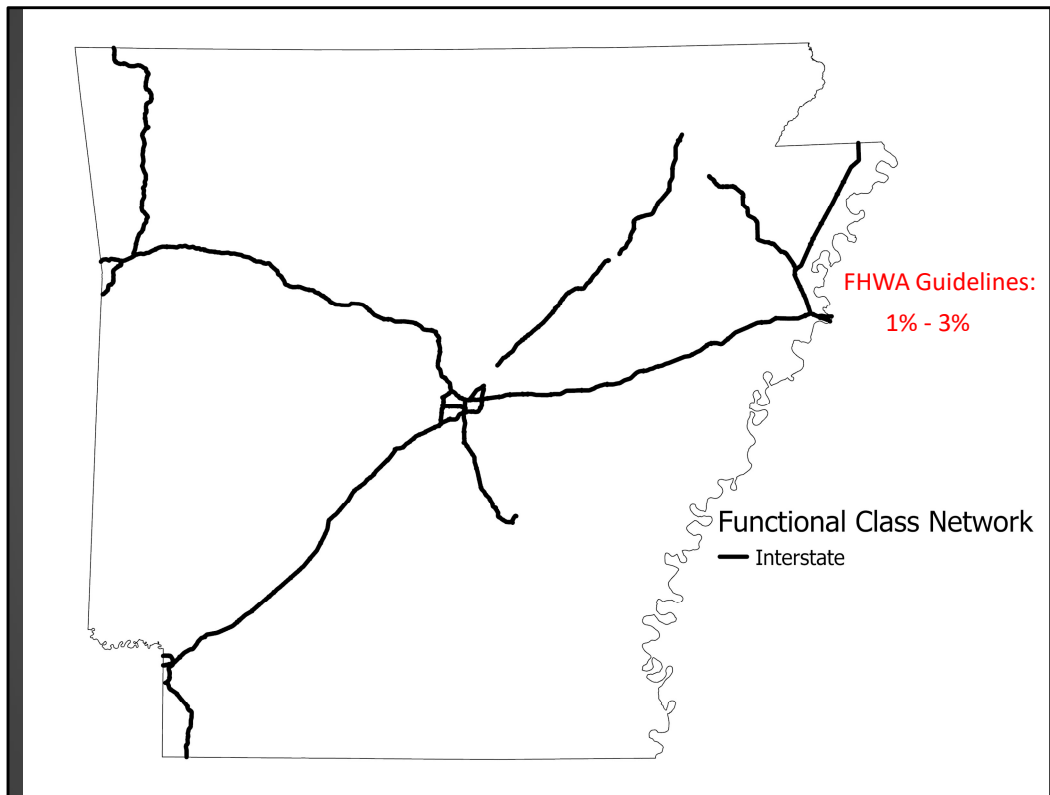 FHWA Guidelines:
1% - 3%
Functional Class Network
Interstate